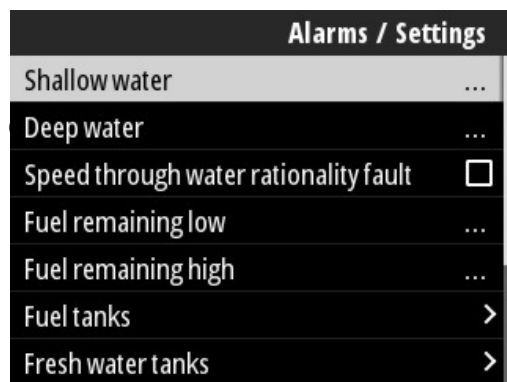 Alarms / Settings
Shallow water ...
Deep water ...
Speed through water rationality fault
Fuel remaining low ...
Fuel remaining high ...
Fuel tanks
Fresh water tanks